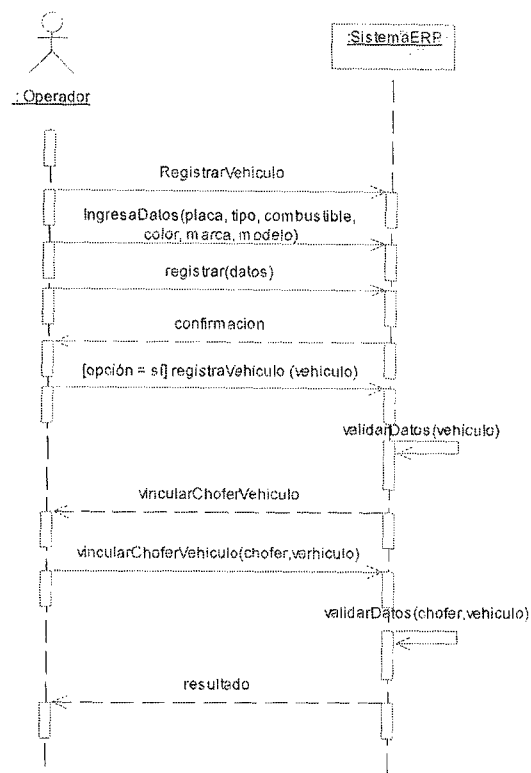 :SistemaERP
: Operador
RegistrarVehiculo
IngresaDatos(placa, tipo, combustible,
color, marca, modelo)
registrar(datos)
confirmacion
[opción = sí] registraVehiculo (vehiculo)
validarDatos(vehiculo)
vincularChoferVehiculo
vincularChoferVehiculo(chofer,verhiculo)
validarDatos(chofer,vehiculo)
resultado